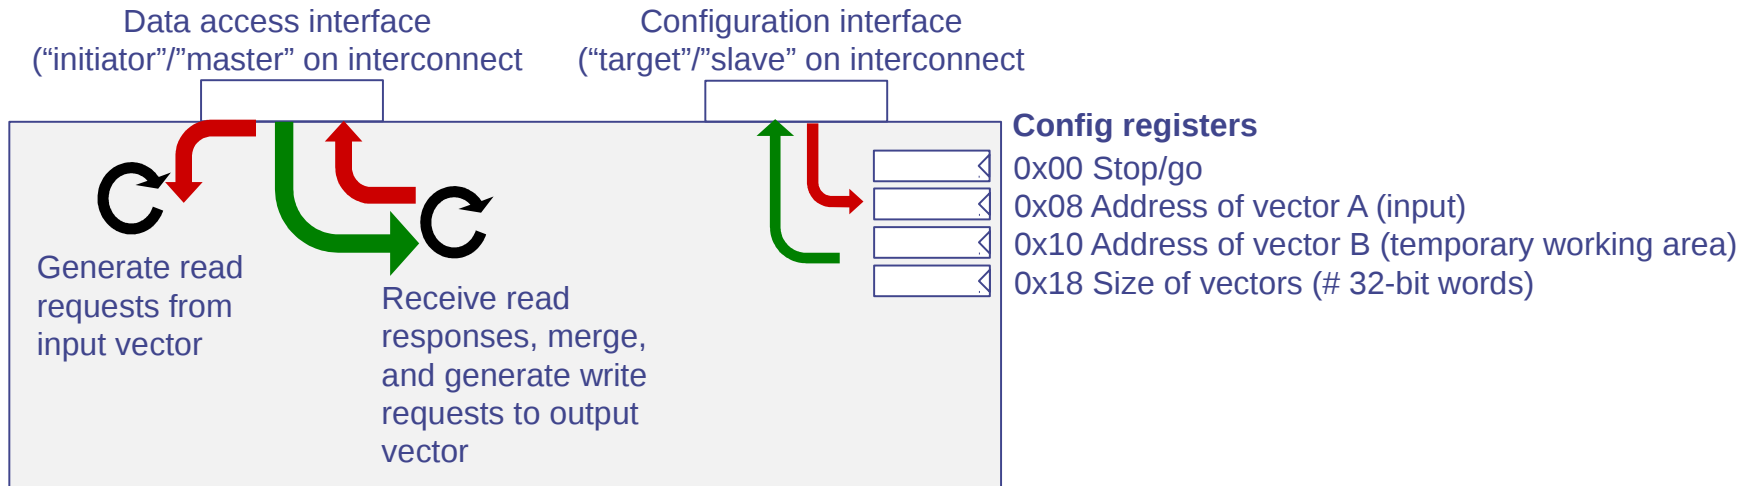 Data access interface
(“initiator”/”master” on interconnect
Configuration interface
(“target”/”slave” on interconnect
Config registers
0x00 Stop/go
0x08 Address of vector A (input)
0x10 Address of vector B (temporary working area)
0x18 Size of vectors (# 32-bit words)
Generate read
requests from
input vector
Receive read
responses, merge,
and generate write
requests to output
vector